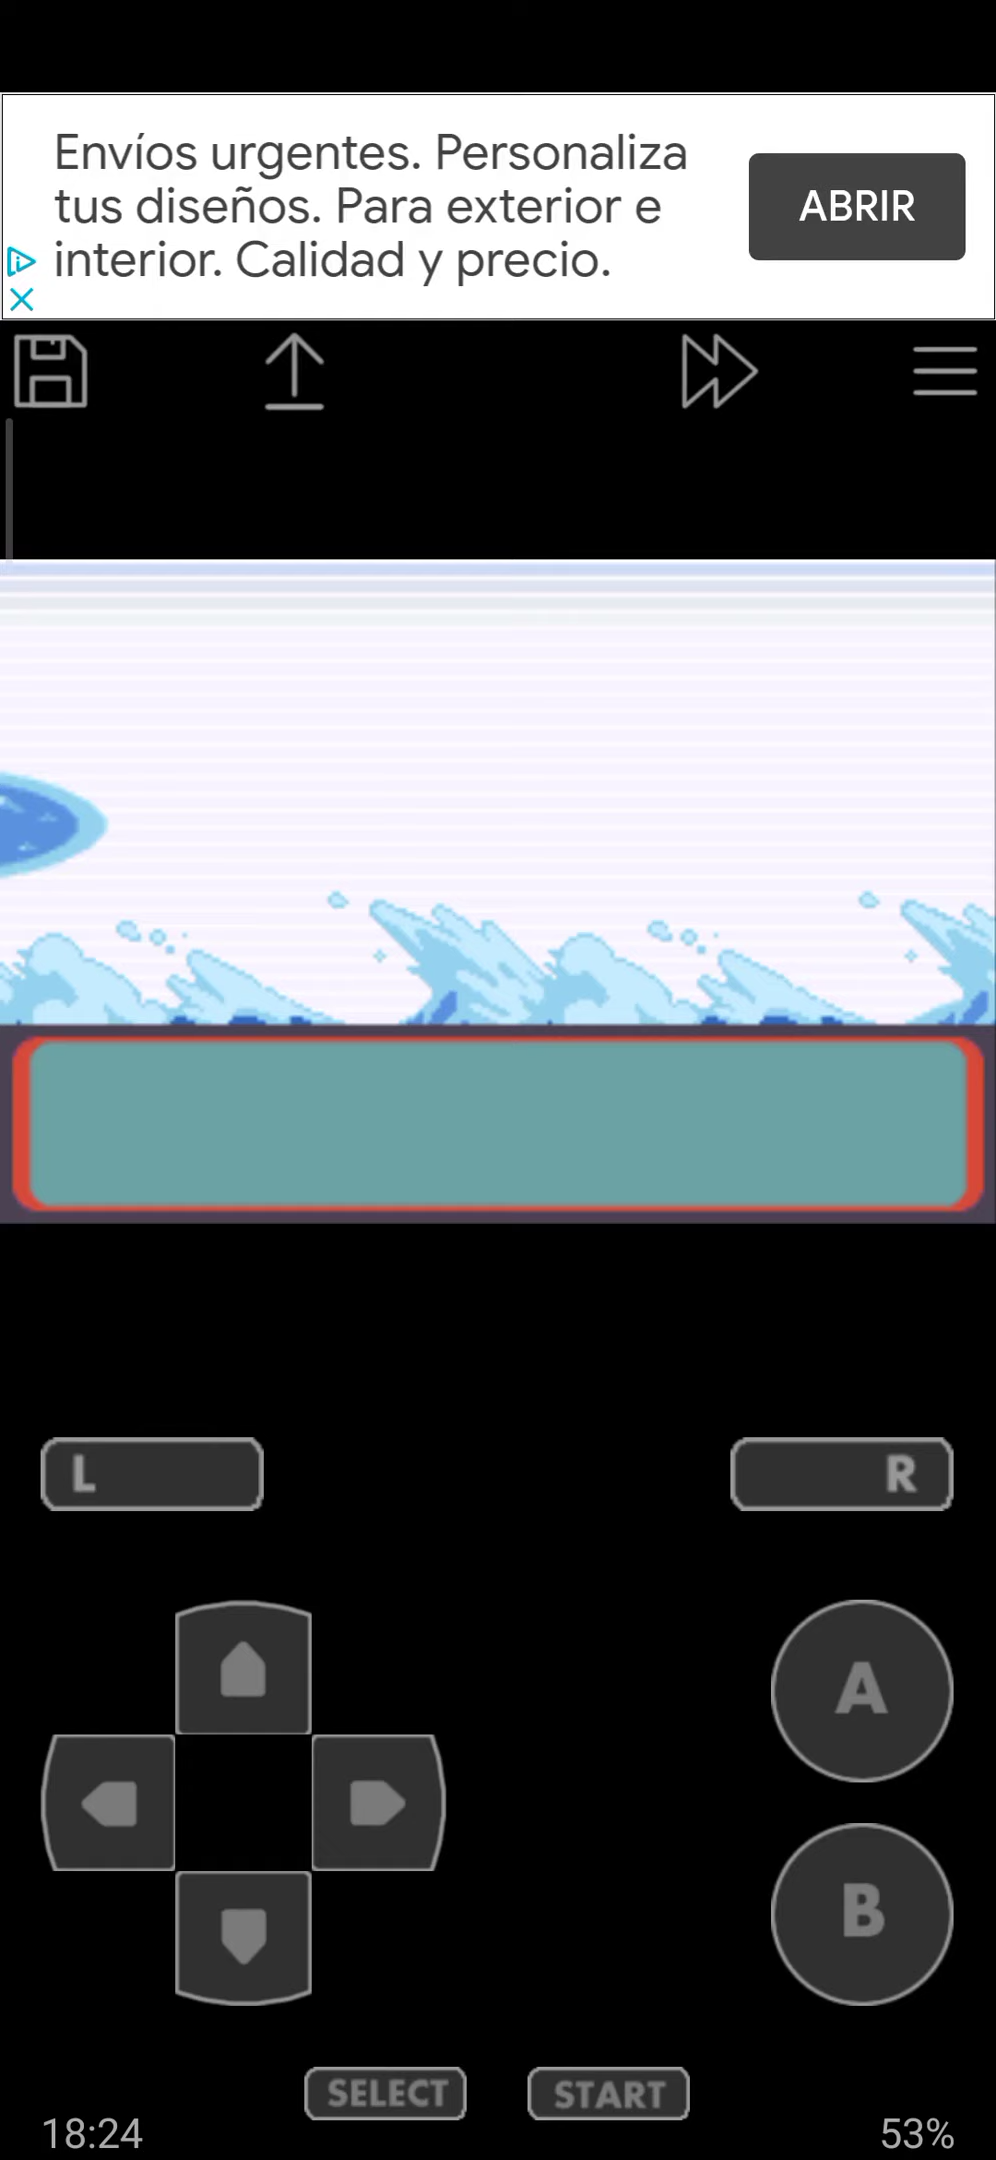 Envíos urgentes. Personaliza
tus diseños. Para exterior e
interior. Calidad y precio.
ABRIR
L
R
A
B
SELECT
START
18:24
53%